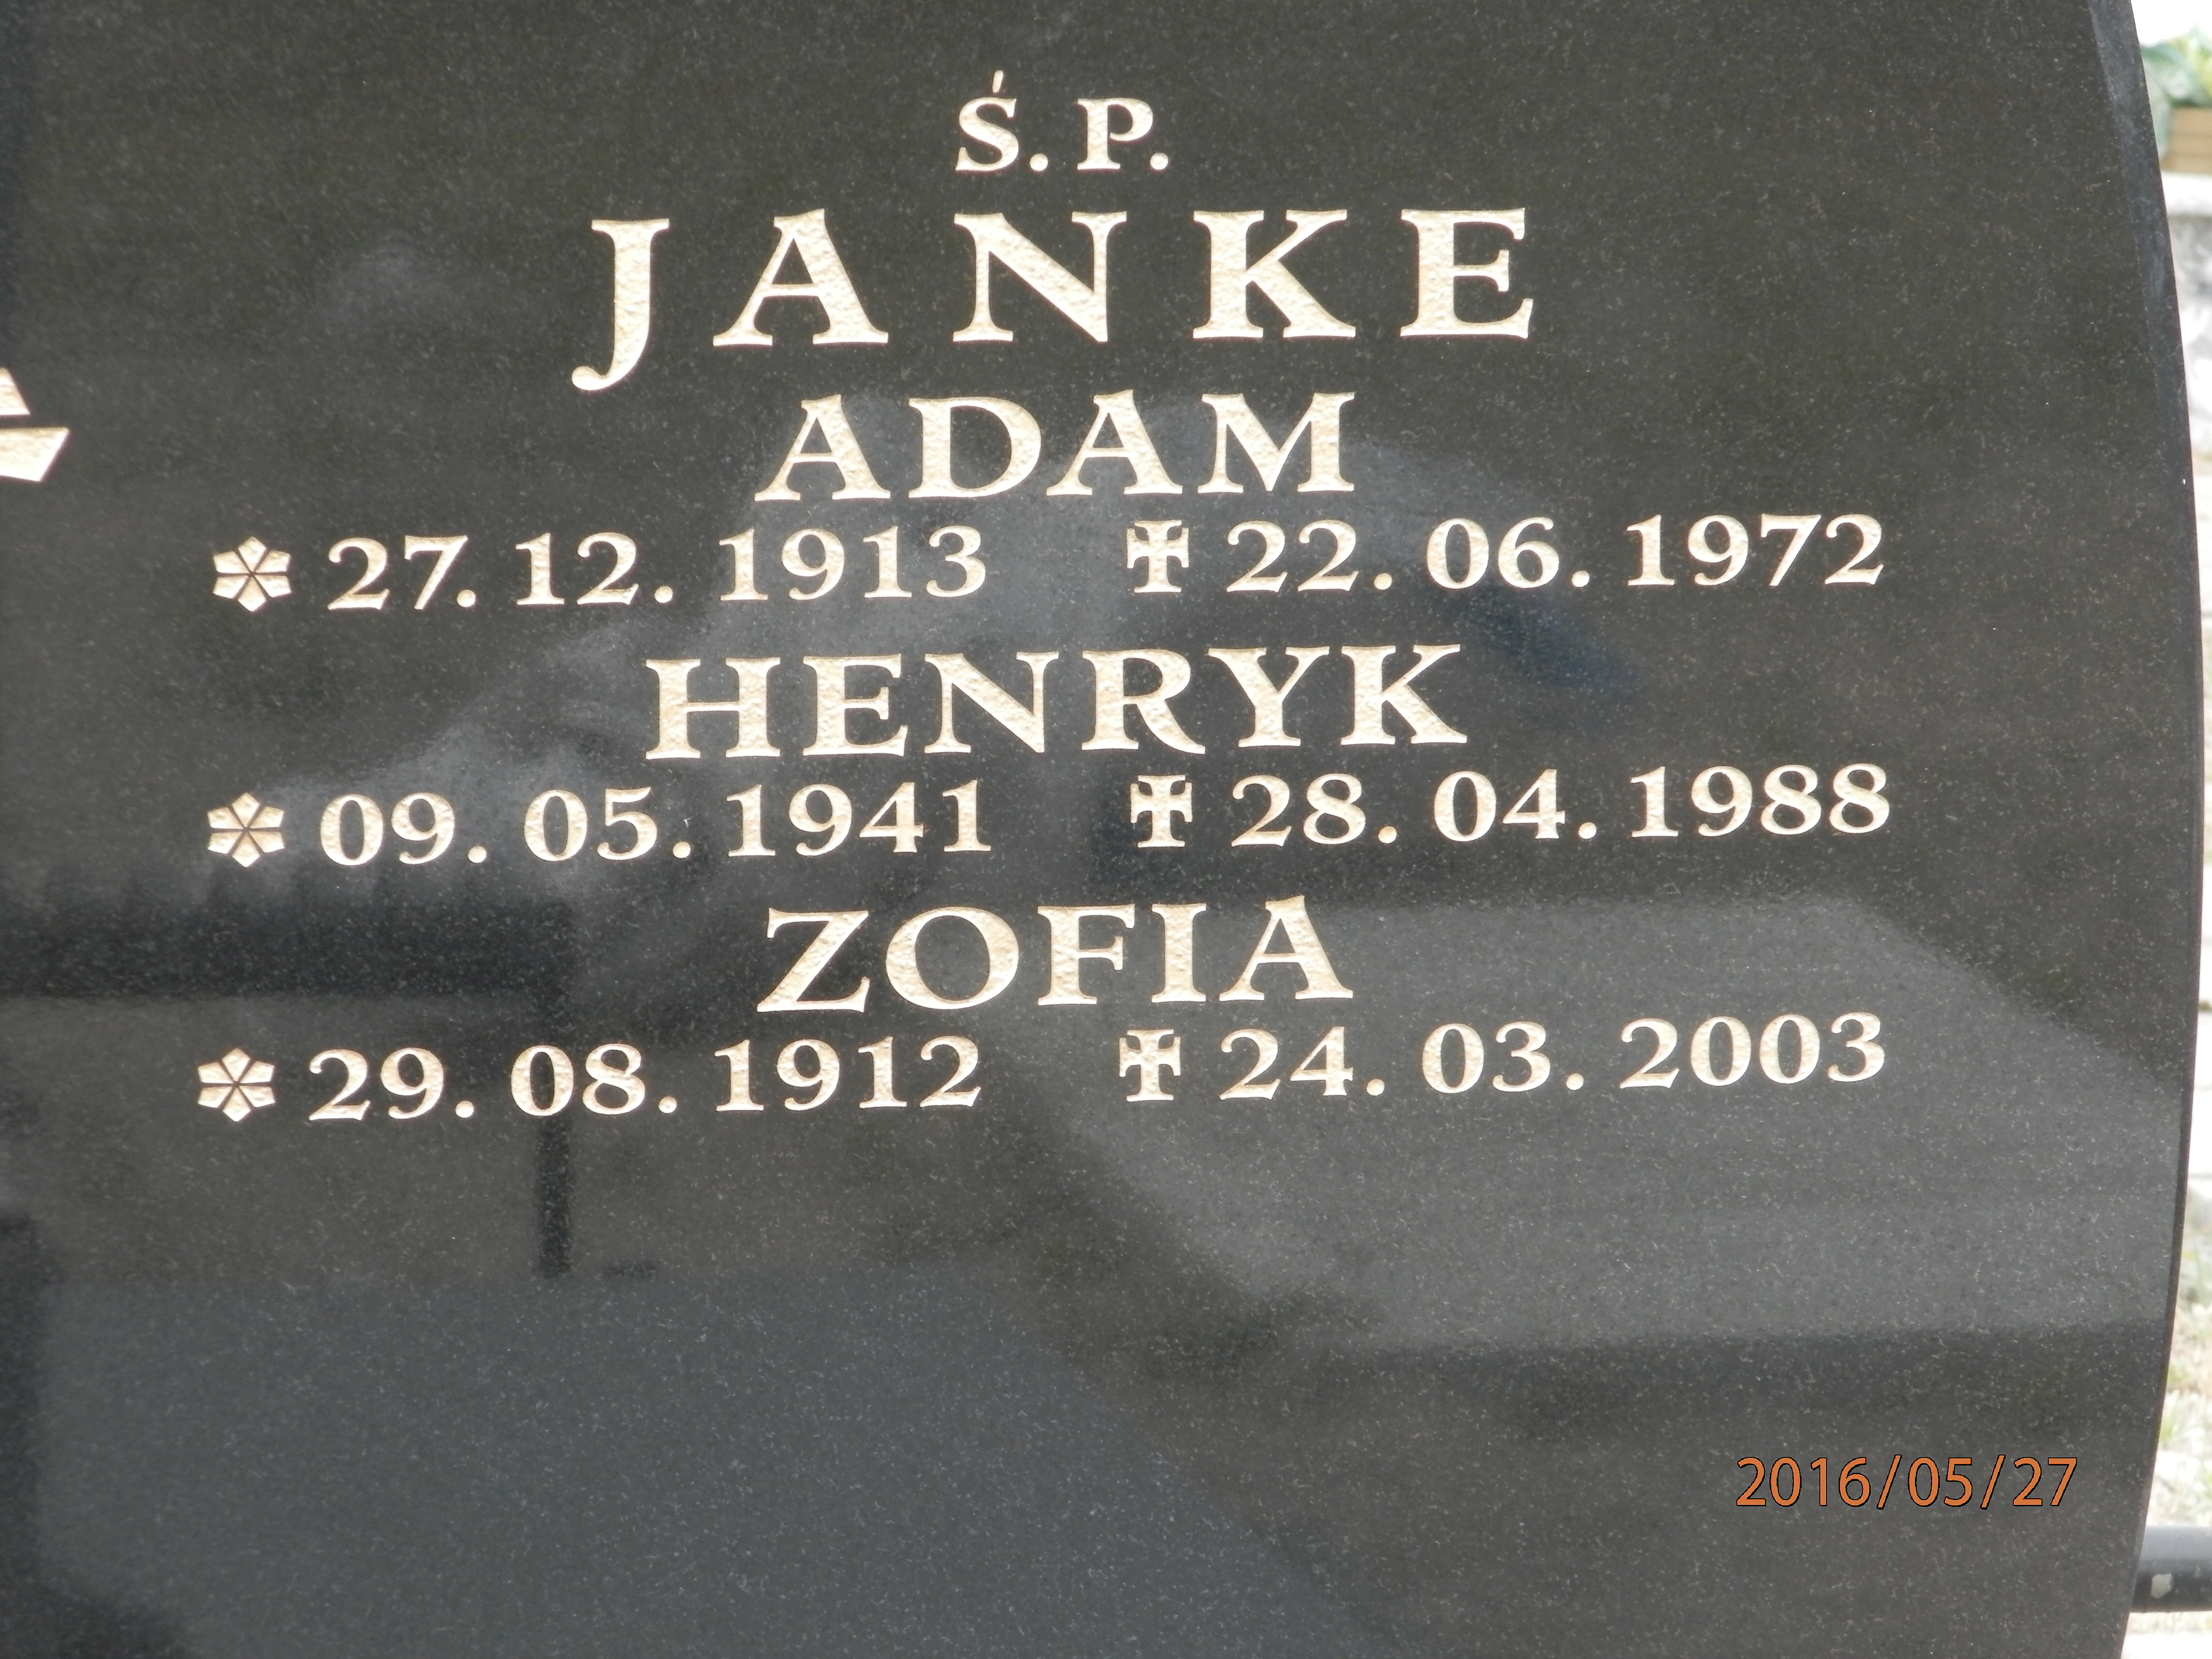 Ś. P.
JANKE
ADAM
* 27. 12. 1913 ✝ 22. 06. 1972
HENRYK
* 09. 05. 1941 ✝ 28. 04. 1988
ZOFIA
* 29. 08. 1912 ✝ 24. 03. 2003
2016/05/27